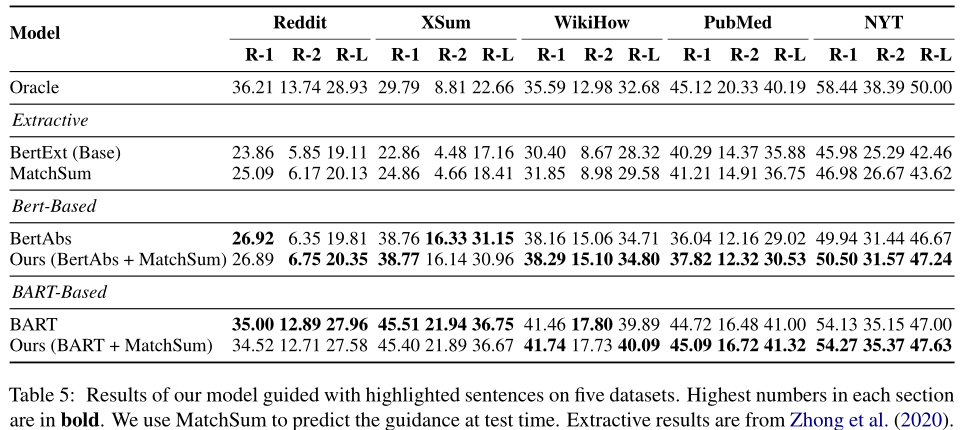 Model Reddit XSum WikiHow PubMed NYT
R-1 R-2 R-L R-1 R-2 R-L R-1 R-2 R-L R-1 R-2 R-L R-1 R-2 R-L
Oracle 36.21 13.74 28.93 29.79 8.81 22.66 35.59 12.98 32.68 45.12 20.33 40.19 58.44 38.39 50.00
Extractive
BertExt (Base) 23.86 5.85 19.11 22.86 4.48 17.16 30.40 8.67 28.32 40.29 14.37 35.88 45.98 25.29 42.46
MatchSum 25.09 6.17 20.13 24.86 4.66 18.41 31.85 8.98 29.58 41.21 14.91 36.75 46.98 26.67 43.62
Bert-Based
BertAbs 26.92 6.35 19.81 38.76 16.33 31.15 38.16 15.06 34.71 36.04 12.16 29.02 49.94 31.44 46.67
Ours (BertAbs + MatchSum) 26.89 6.75 20.35 38.77 16.14 30.96 38.29 15.10 34.80 37.82 12.32 30.53 50.50 31.57 47.24
BART-Based
BART 35.00 12.89 27.96 45.51 21.94 36.75 41.46 17.80 39.89 44.72 16.48 41.00 54.13 35.15 47.00
Ours (BART + MatchSum) 34.52 12.71 27.58 45.40 21.89 36.67 41.74 17.73 40.09 45.09 16.72 41.32 54.27 35.37 47.63
Table 5: Results of our model guided with highlighted sentences on five datasets. Highest numbers in each section
are in bold. We use MatchSum to predict the guidance at test time. Extractive results are from Zhong et al. (2020).